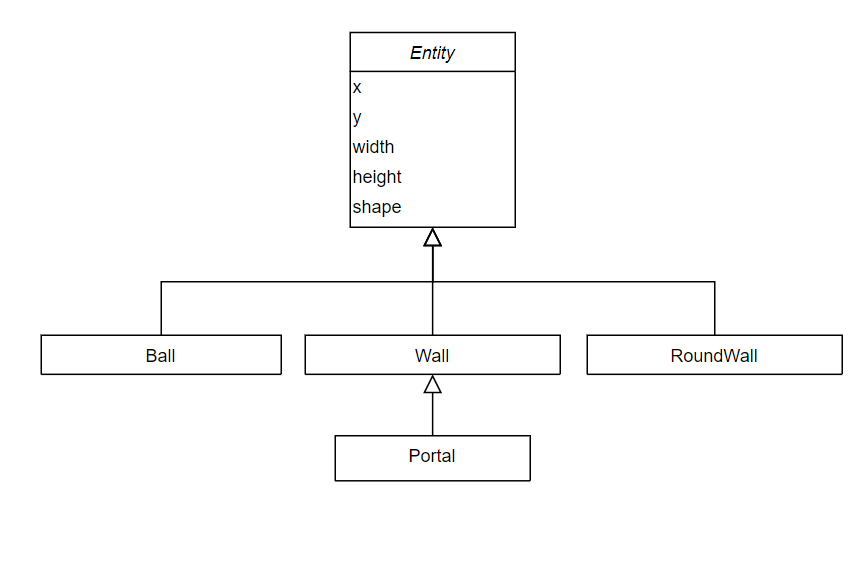 Entity
x
y
width
height
shape
Ball
Wall
RoundWall
Portal